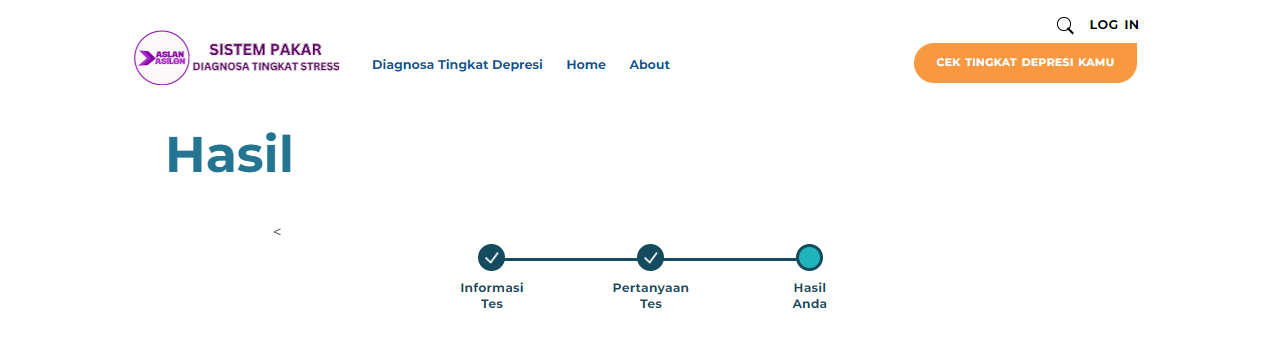 LOG IN
ASLAN
ASILON
SISTEM PAKAR
DIAGNOSA TINGKAT STRESS
Diagnosa Tingkat Depresi
Home
About
CEK TINGKAT DEPRESI KAMU
Hasil
<
Informasi
Tes
Pertanyaan
Tes
Hasil
Anda